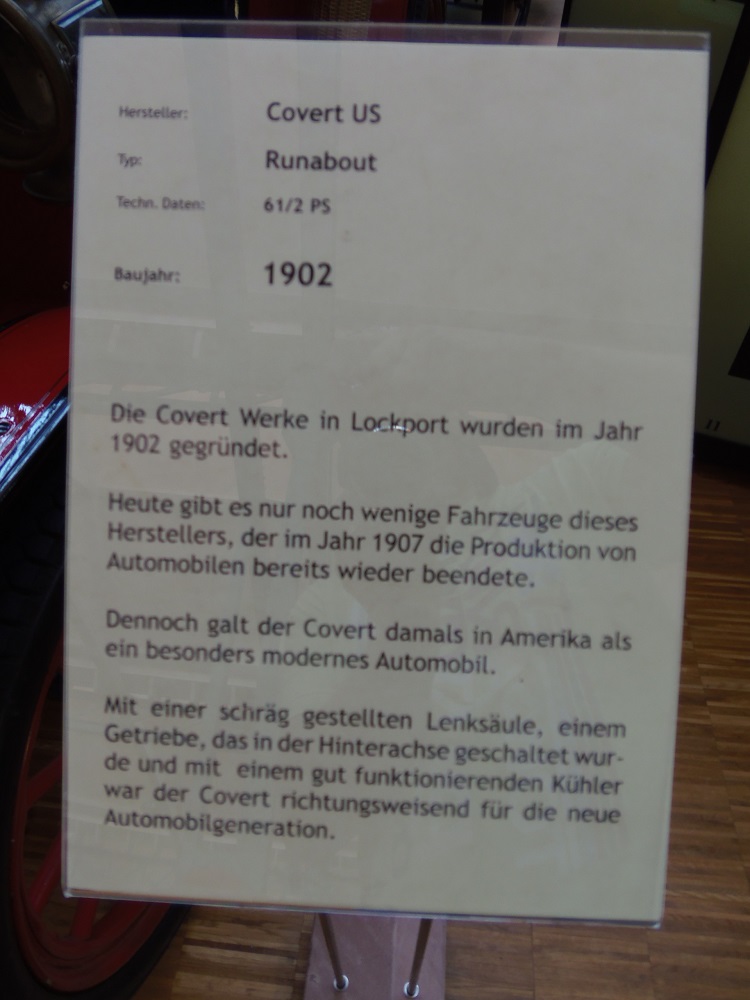 Hersteller: Covert US
Typ: Runabout
Techn. Daten: 61/2 PS
Baujahr: 1902
Die Covert Werke in Lockport wurden im Jahr
1902 gegründet.
Heute gibt es nur noch wenige Fahrzeuge dieses
Herstellers, der im Jahr 1907 die Produktion von
Automobilen bereits wieder beendete.
Dennoch galt der Covert damals in Amerika als
ein besonders modernes Automobil.
Mit einer schräg gestellten Lenksäule, einem
Getriebe, das in der Hinterachse geschaltet wur-
de und mit einem gut funktionierenden Kühler
war der Covert richtungsweisend für die neue
Automobilgeneration.